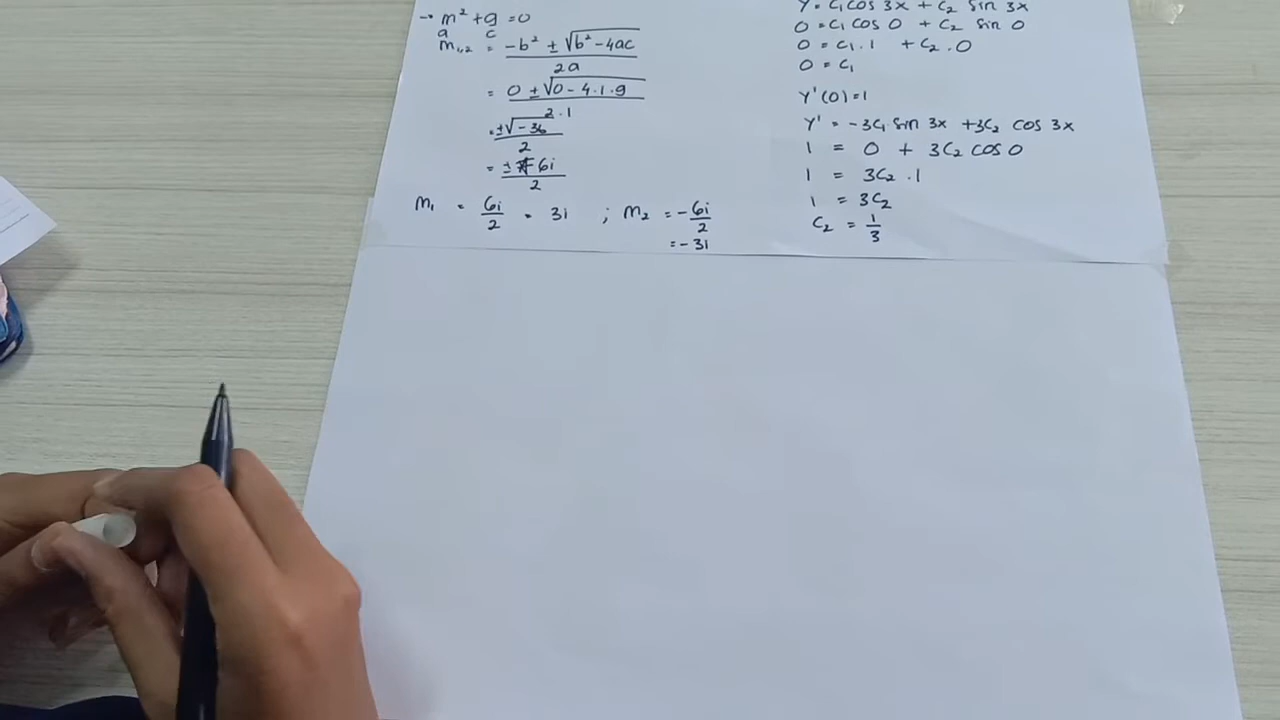 → m² + 9 = 0
a c
m₁,₂ = -b² ± √b² - 4ac
2a
= 0 ± √0 - 4 . 1 . 9
2 . 1
= ± √-36
2
= ± 6i
2
m₁ = 6i/2 = 3i ; m₂ = -6i/2
= -3i
Y = C₁ cos 3x + C₂ sin 3x
0 = C₁ cos 0 + C₂ sin 0
0 = C₁ . 1 + C₂ . 0
0 = C₁
Y'(0) = 1
Y' = -3C₁ sin 3x + 3C₂ cos 3x
1 = 0 + 3C₂ cos 0
1 = 3C₂ . 1
1 = 3C₂
C₂ = 1/3